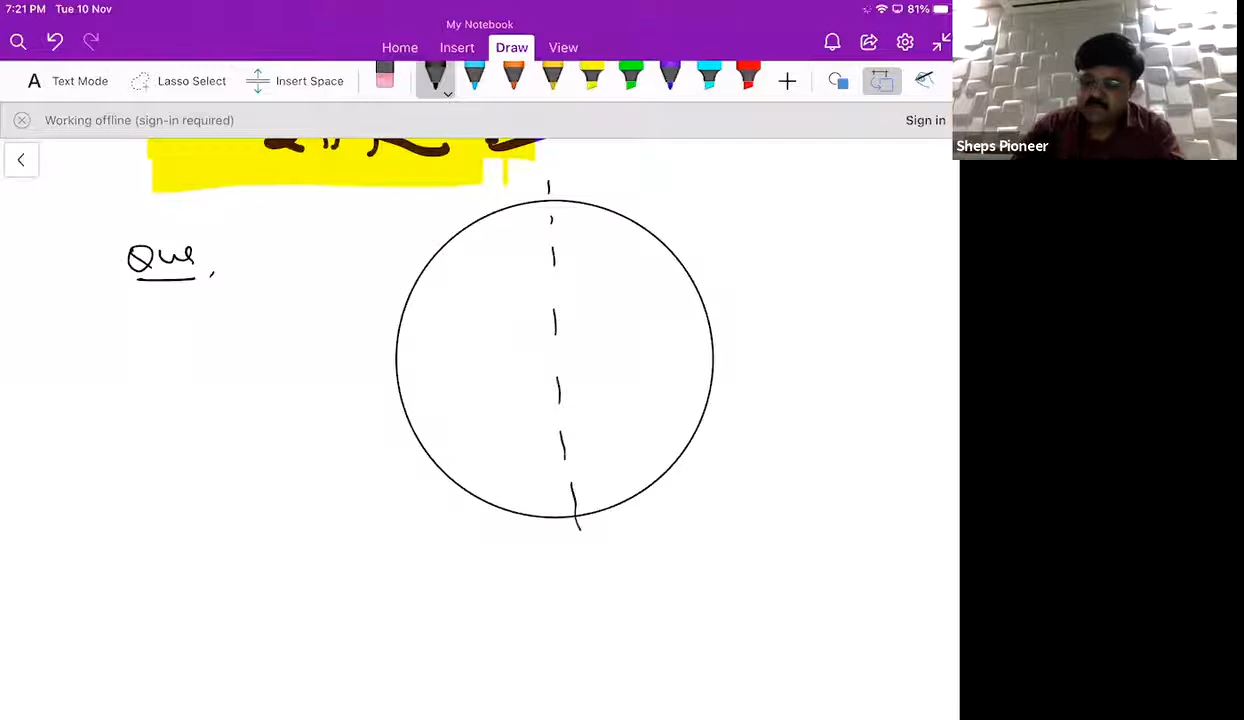 7:21 PM Tue 10 Nov
81%
My Notebook
Home Insert Draw View
A Text Mode Lasso Select Insert Space
Working offline (sign-in required) Sign in
Sheps Pioneer
Que,